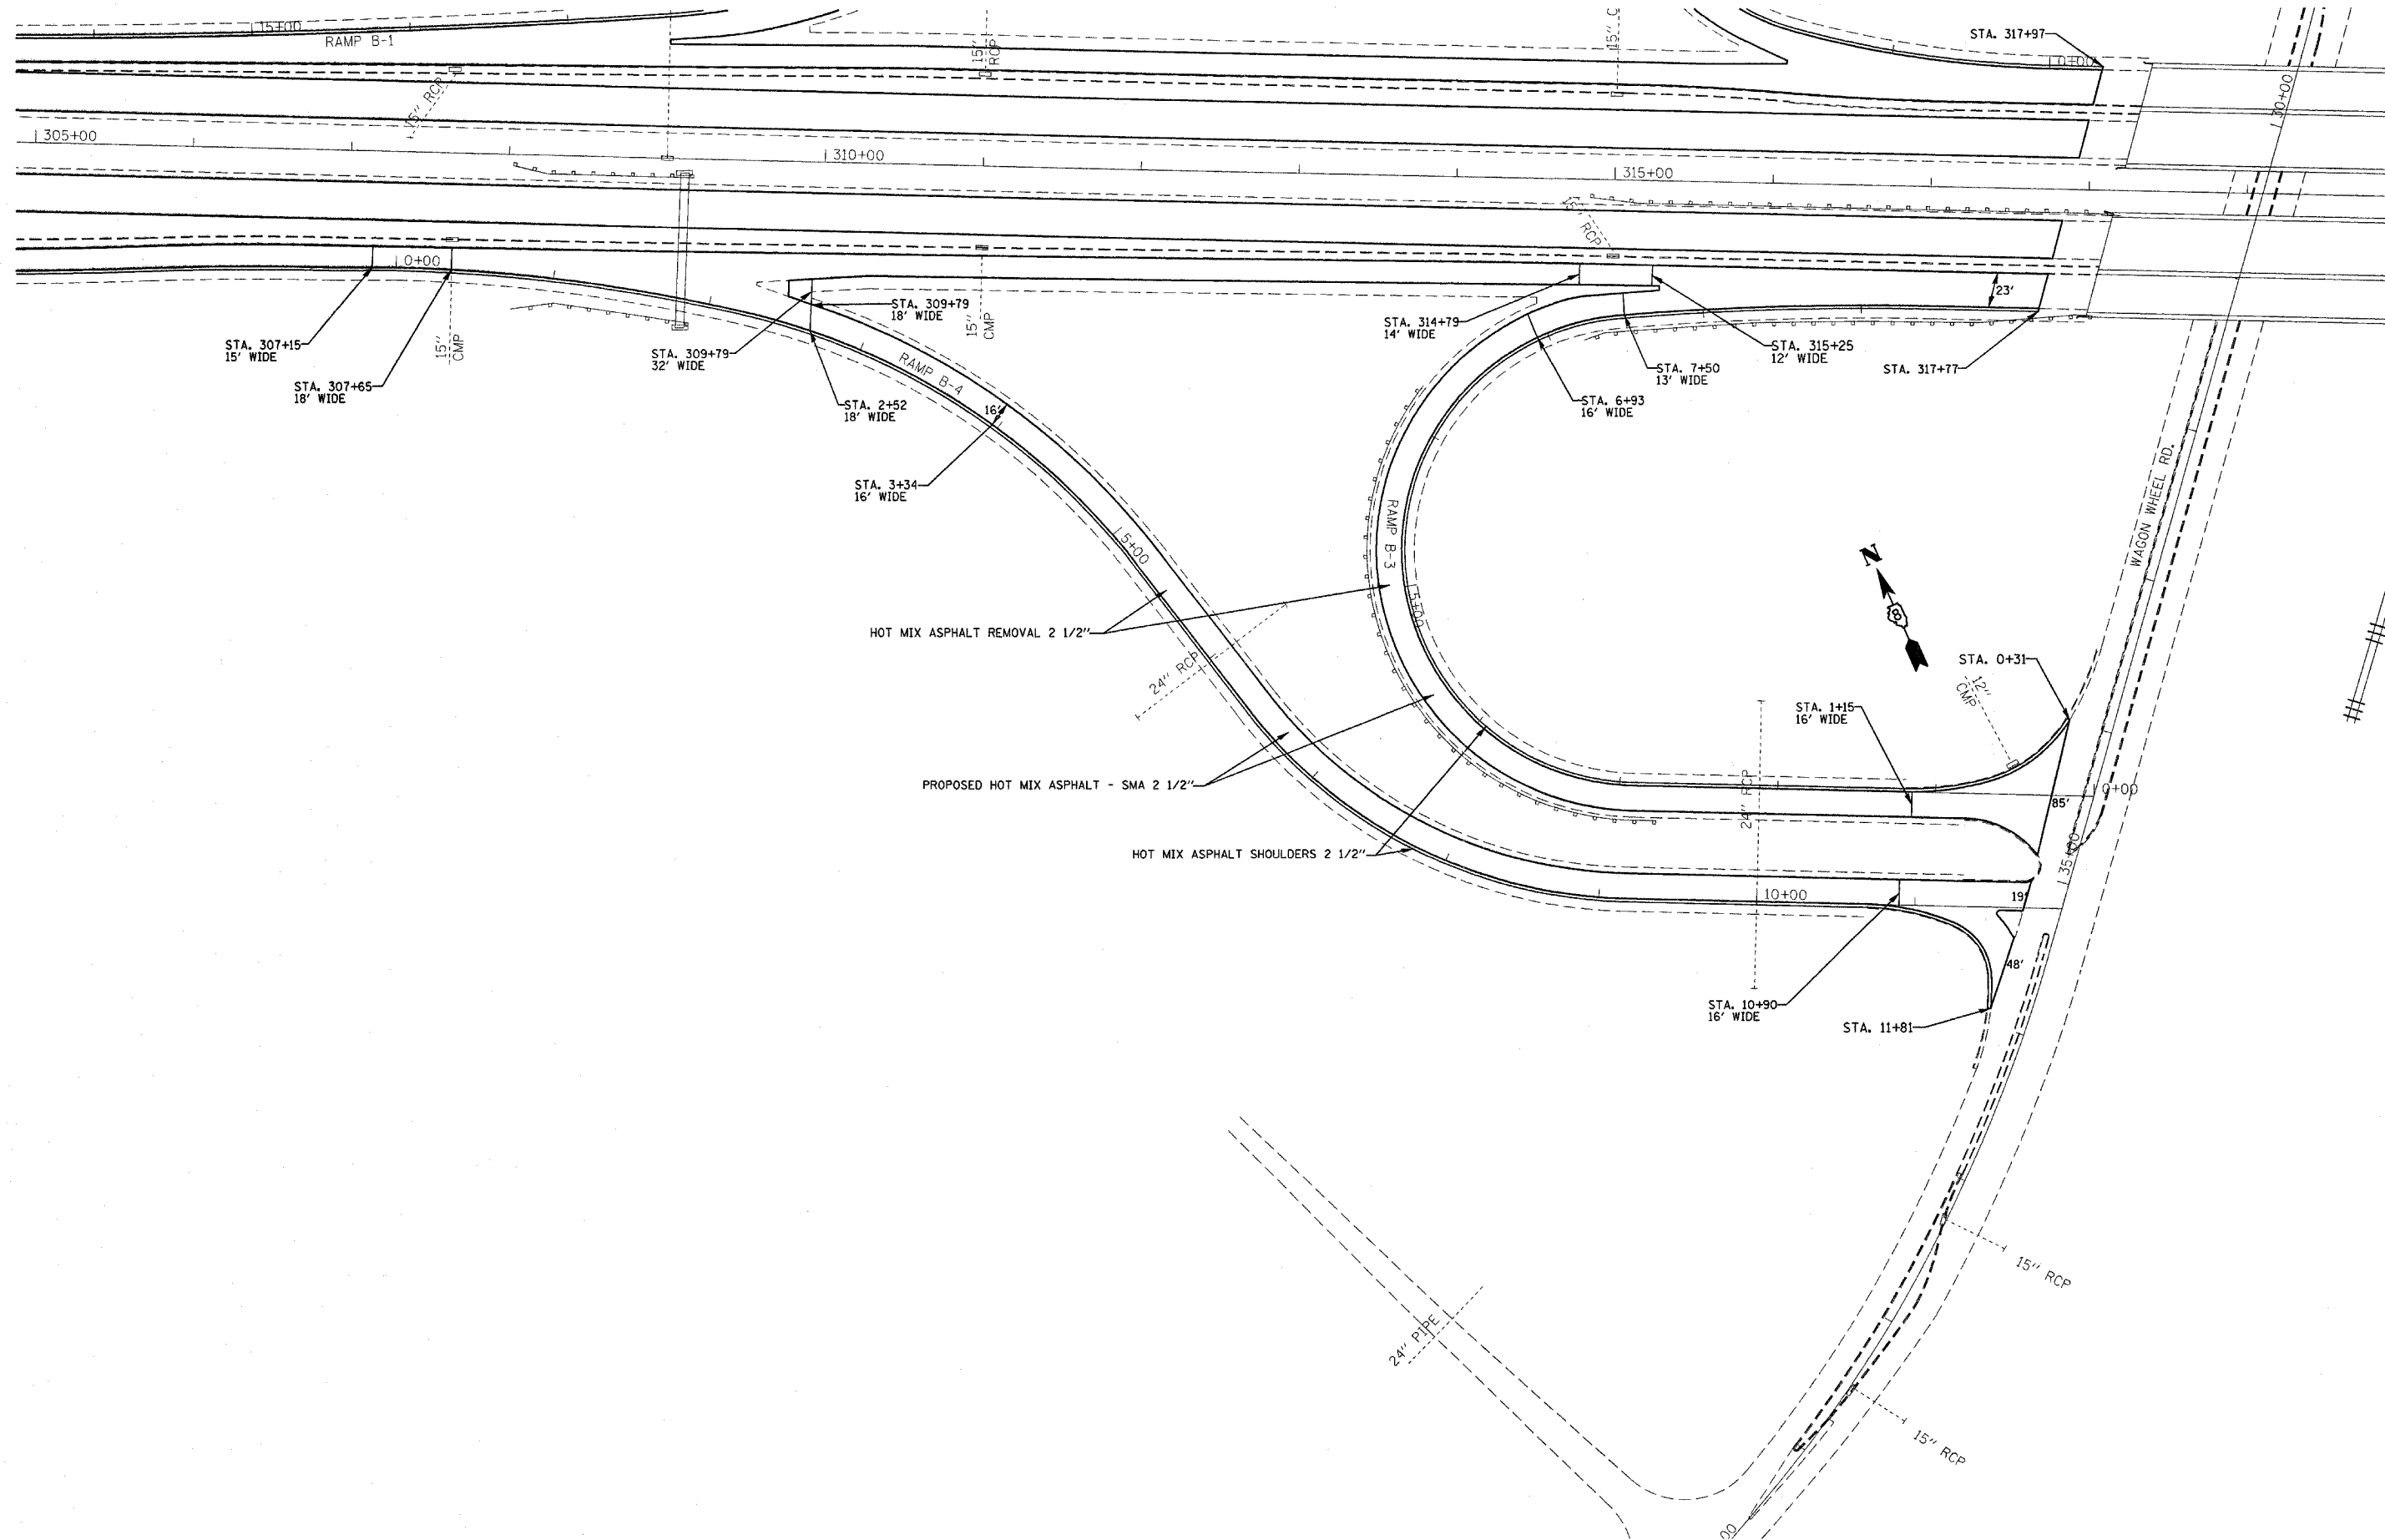 15+00
RAMP B-1
15" RCP
15" RCP
15" C
STA. 317+97
0+00
30+00
305+00
310+00
315+00
15" RCP
0+00
STA. 309+79
18' WIDE
15" CMP
15" CMP
STA. 307+15
15' WIDE
STA. 307+65
18' WIDE
STA. 309+79
32' WIDE
RAMP B-4
STA. 2+52
18' WIDE
16'
STA. 3+34
16' WIDE
STA. 314+79
14' WIDE
23'
STA. 315+25
12' WIDE
STA. 7+50
13' WIDE
STA. 317+77
STA. 6+93
16' WIDE
WAGON WHEEL RD.
RAMP B-3
5+00
5+00
N
8
HOT MIX ASPHALT REMOVAL 2 1/2"
24" RCP
STA. 0+31
12" CMP
STA. 1+15
16' WIDE
PROPOSED HOT MIX ASPHALT - SMA 2 1/2"
24" RCP
0+00
85'
HOT MIX ASPHALT SHOULDERS 2 1/2"
35+00
10+00
19'
48'
STA. 10+90
16' WIDE
STA. 11+81
15" RCP
24" PIPE
15" RCP
00